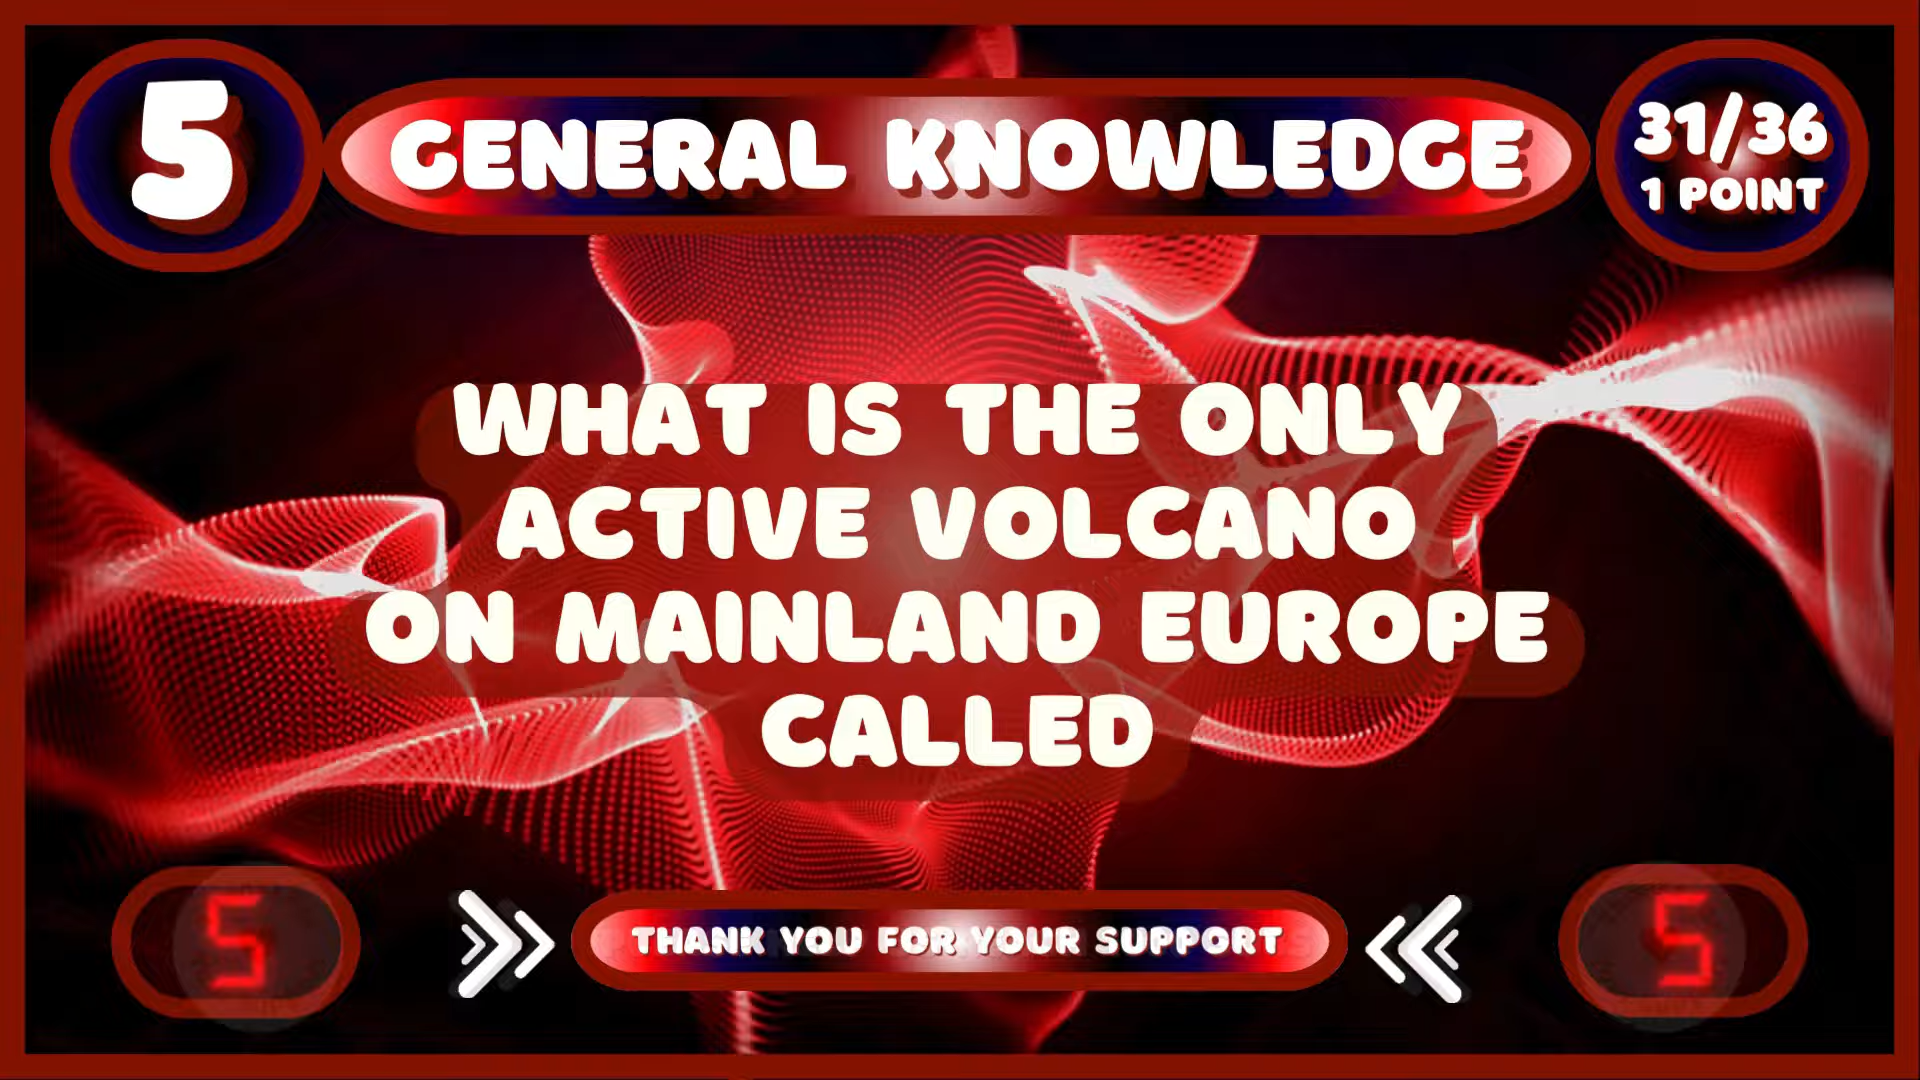 5
GENERAL KNOWLEDGE
31/36
1 POINT
WHAT IS THE ONLY
ACTIVE VOLCANO
ON MAINLAND EUROPE
CALLED
5
THANK YOU FOR YOUR SUPPORT
5